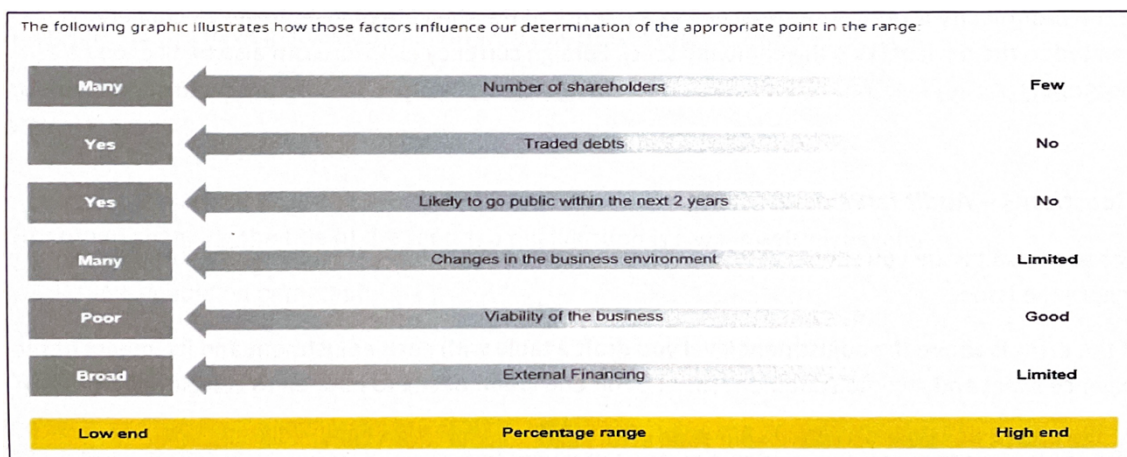 The following graphic illustrates how those factors influence our determination of the appropriate point in the range:
Many Number of shareholders Few
Yes Traded debts No
Yes Likely to go public within the next 2 years No
Many Changes in the business environment Limited
Poor Viability of the business Good
Broad External Financing Limited
Low end Percentage range High end